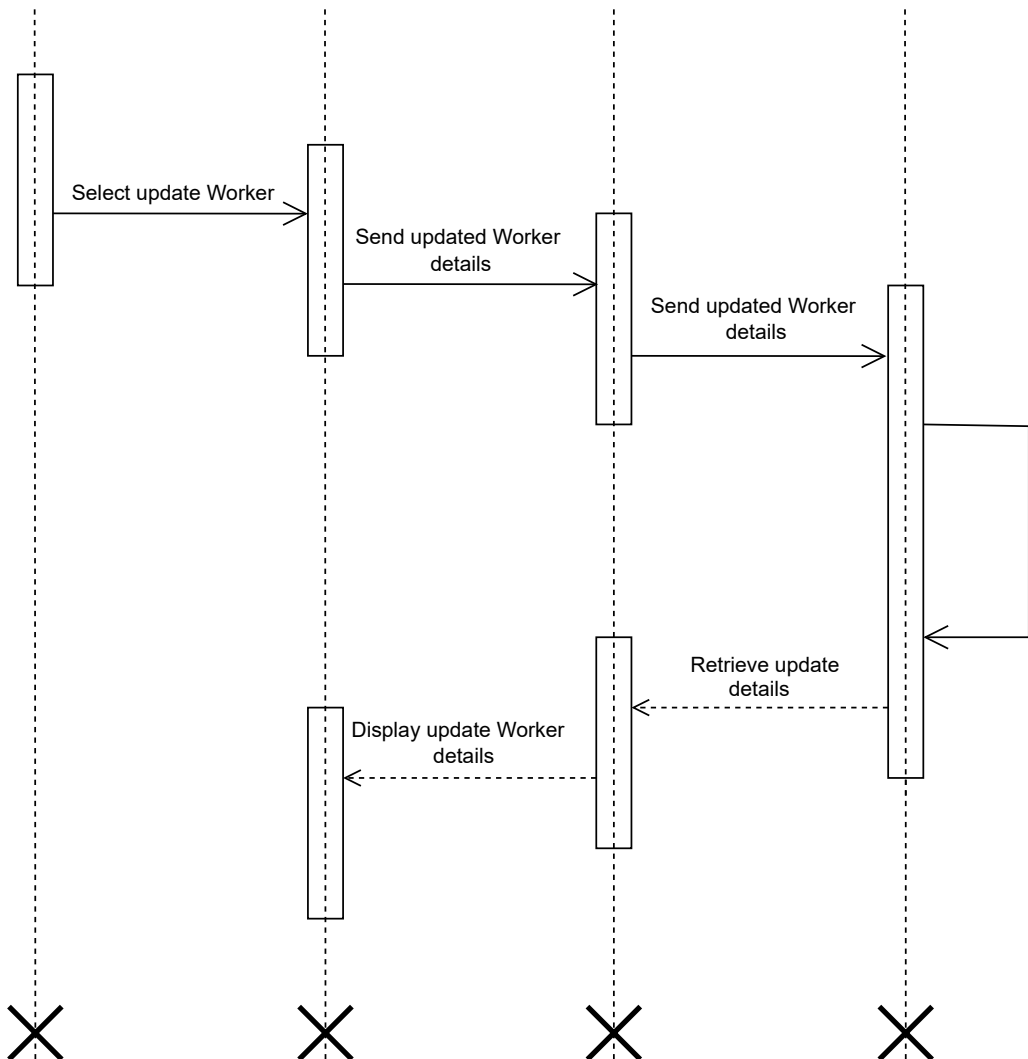 Select update Worker
Send updated Worker
details
Send updated Worker
details
Retrieve update
details
Display update Worker
details